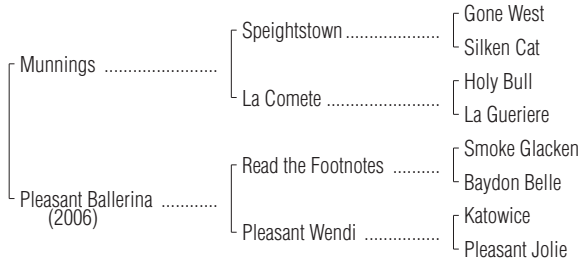 Gone West
Speightstown
Silken Cat
Munnings
Holy Bull
La Comete
La Gueriere
Smoke Glacken
Read the Footnotes
Baydon Belle
Pleasant Ballerina
(2006)
Katowice
Pleasant Wendi
Pleasant Jolie